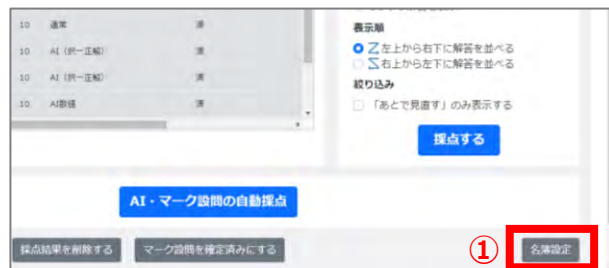 10 通常 済
10 AI（択一正解） 済
10 AI（択一正解） 済
10 AI数値 済
表示順
左上から右下に解答を並べる
右上から左下に解答を並べる
絞り込み
「あとで見直す」のみ表示する
採点する
AI・マーク設問の自動採点
採点結果を削除する
マーク設問を確定済みにする
①
名簿設定